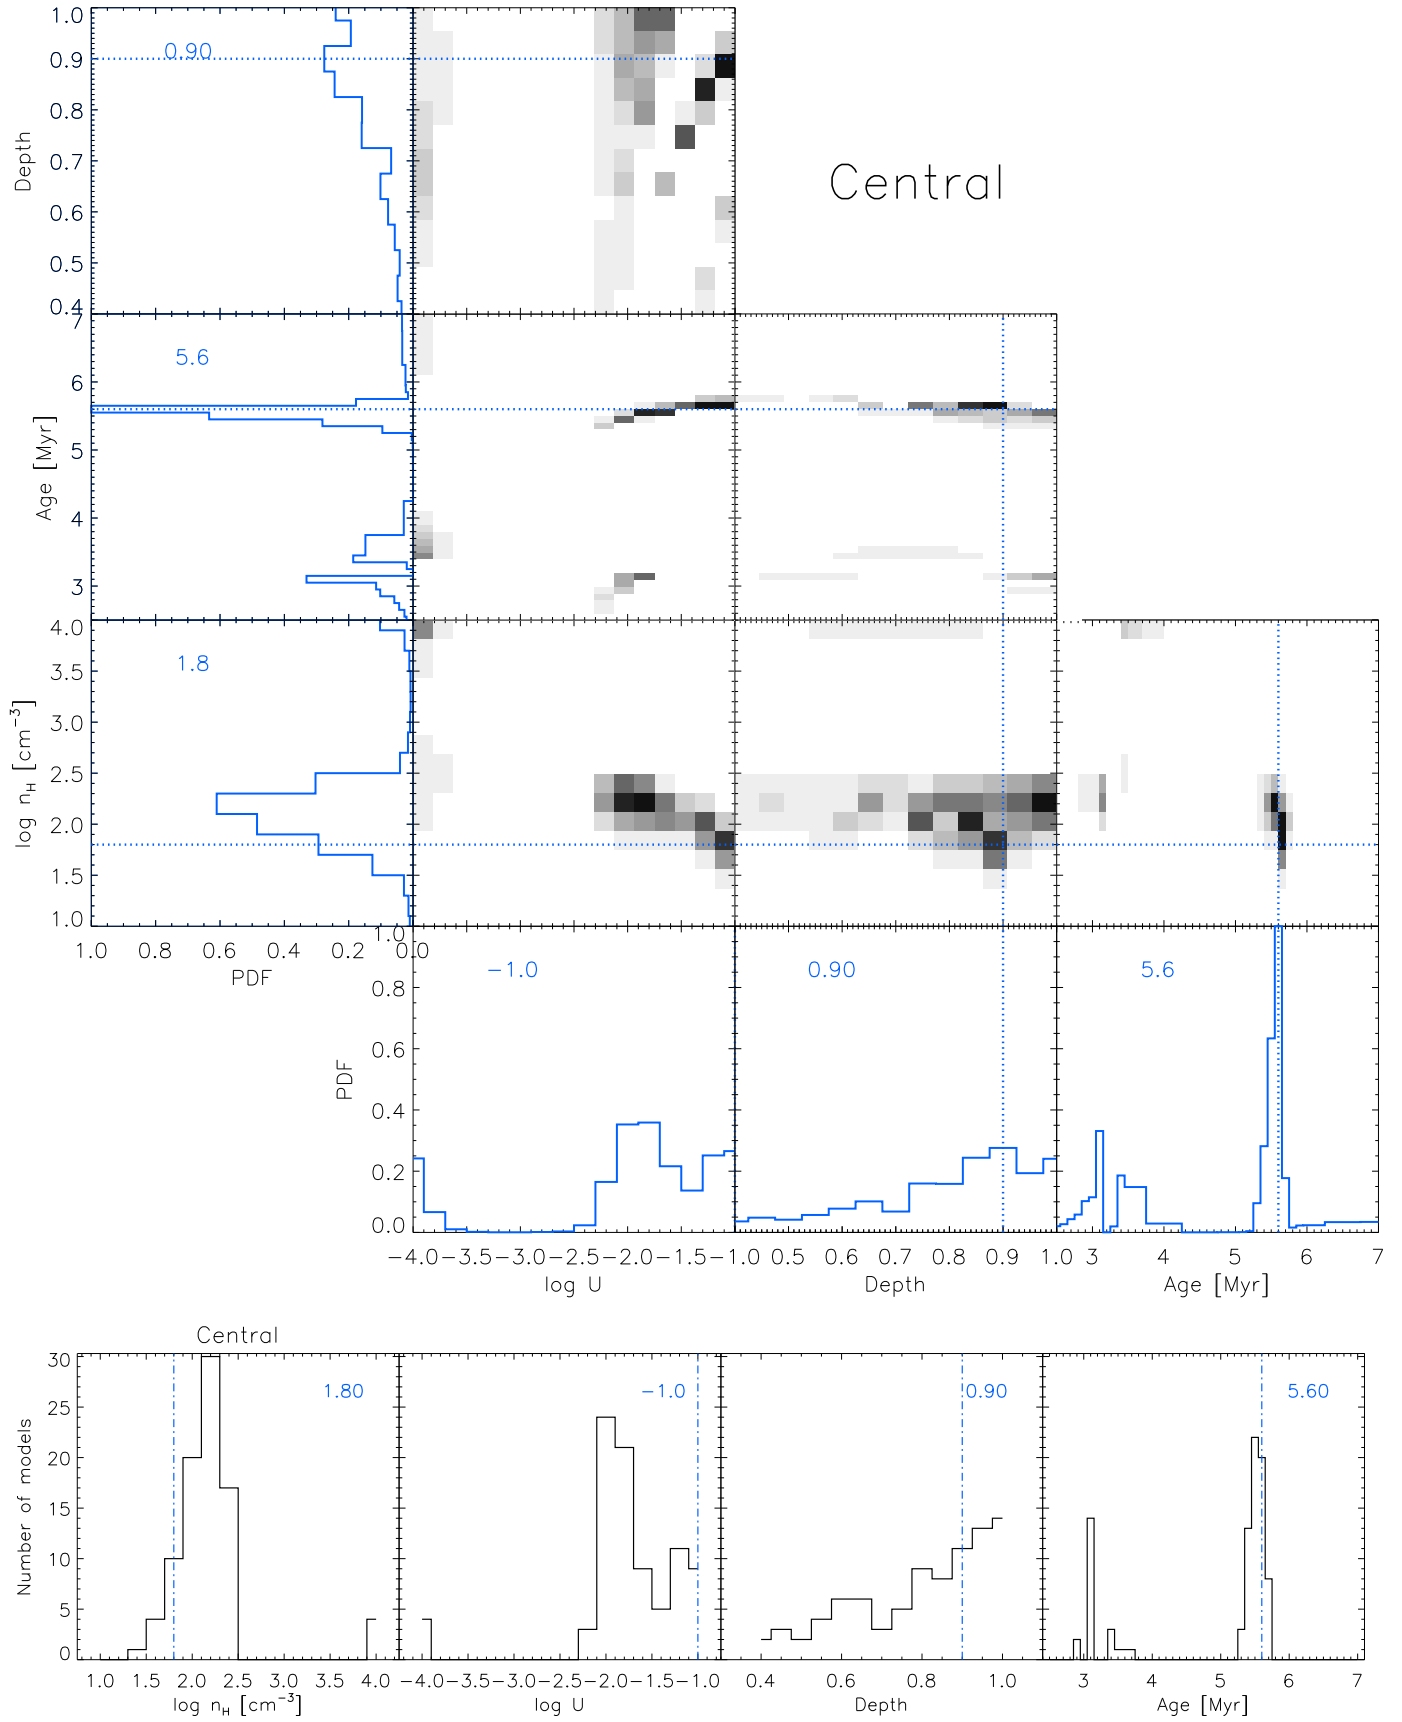 1.0
0.90
0.9
0.8
Depth
0.7
0.6
0.5
0.4
Central
7
5.6
6
Age [Myr]
5
4
3
4.0
1.8
3.5
log n_H [cm⁻³]
3.0
2.5
2.0
1.5
1.0
1.0 0.8 0.6 0.4 0.2 0.0
PDF
1.0
−1.0 0.90 5.6
0.8
0.6
PDF
0.4
0.2
0.0
−4.0 −3.5 −3.0 −2.5 −2.0 −1.5 −1.0 0.5 0.6 0.7 0.8 0.9 1.0 3 4 5 6 7
log U Depth Age [Myr]
Central
30
1.80 −1.0 0.90 5.60
25
20
Number of models
15
10
5
0
1.0 1.5 2.0 2.5 3.0 3.5 4.0 −4.0 −3.5 −3.0 −2.5 −2.0 −1.5 −1.0 0.4 0.6 0.8 1.0 3 4 5 6 7
log n_H [cm⁻³] log U Depth Age [Myr]